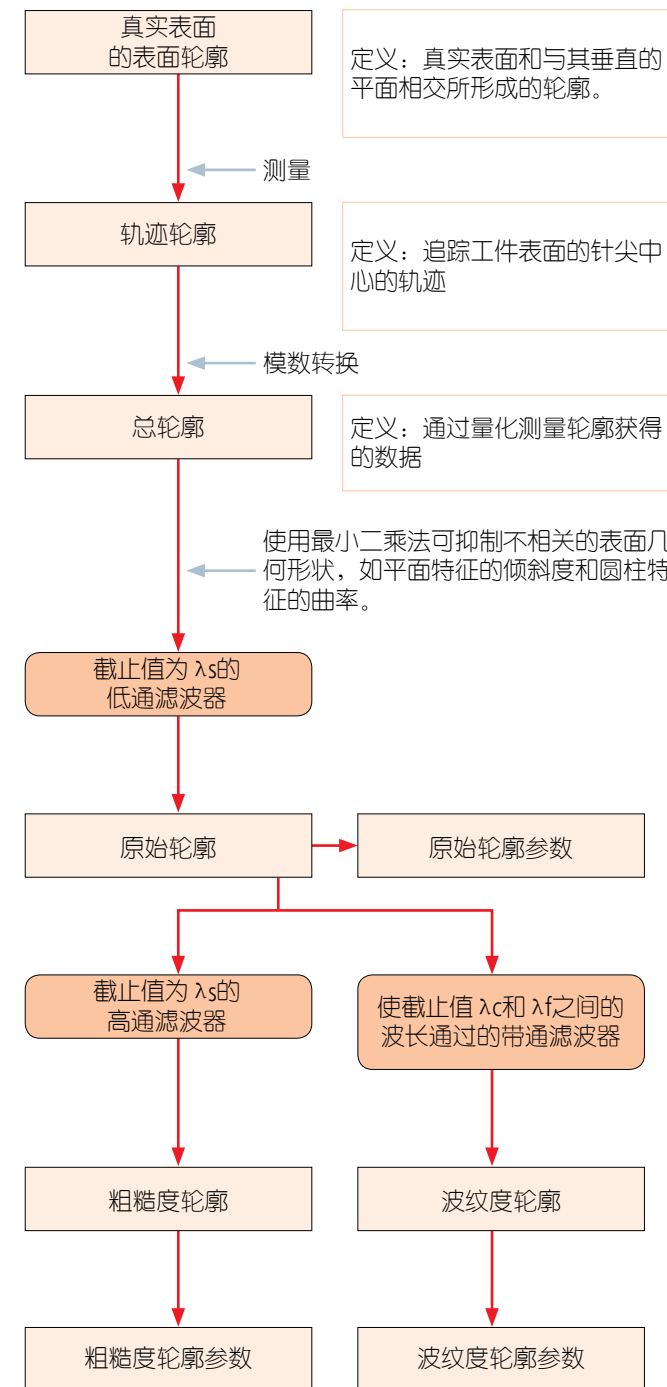 真实表面
的表面轮廓
定义：真实表面和与其垂直的
平面相交所形成的轮廓。
测量
轨迹轮廓
定义：追踪工件表面的针尖中
心的轨迹
模数转换
总轮廓
定义：通过量化测量轮廓获得
的数据
使用最小二乘法可抑制不相关的表面几
何形状，如平面特征的倾斜度和圆柱特
征的曲率。
截止值为 λs的
低通滤波器
原始轮廓
原始轮廓参数
截止值为 λs的
高通滤波器
使截止值 λc和 λf之间的
波长通过的带通滤波器
粗糙度轮廓
波纹度轮廓
粗糙度轮廓参数
波纹度轮廓参数